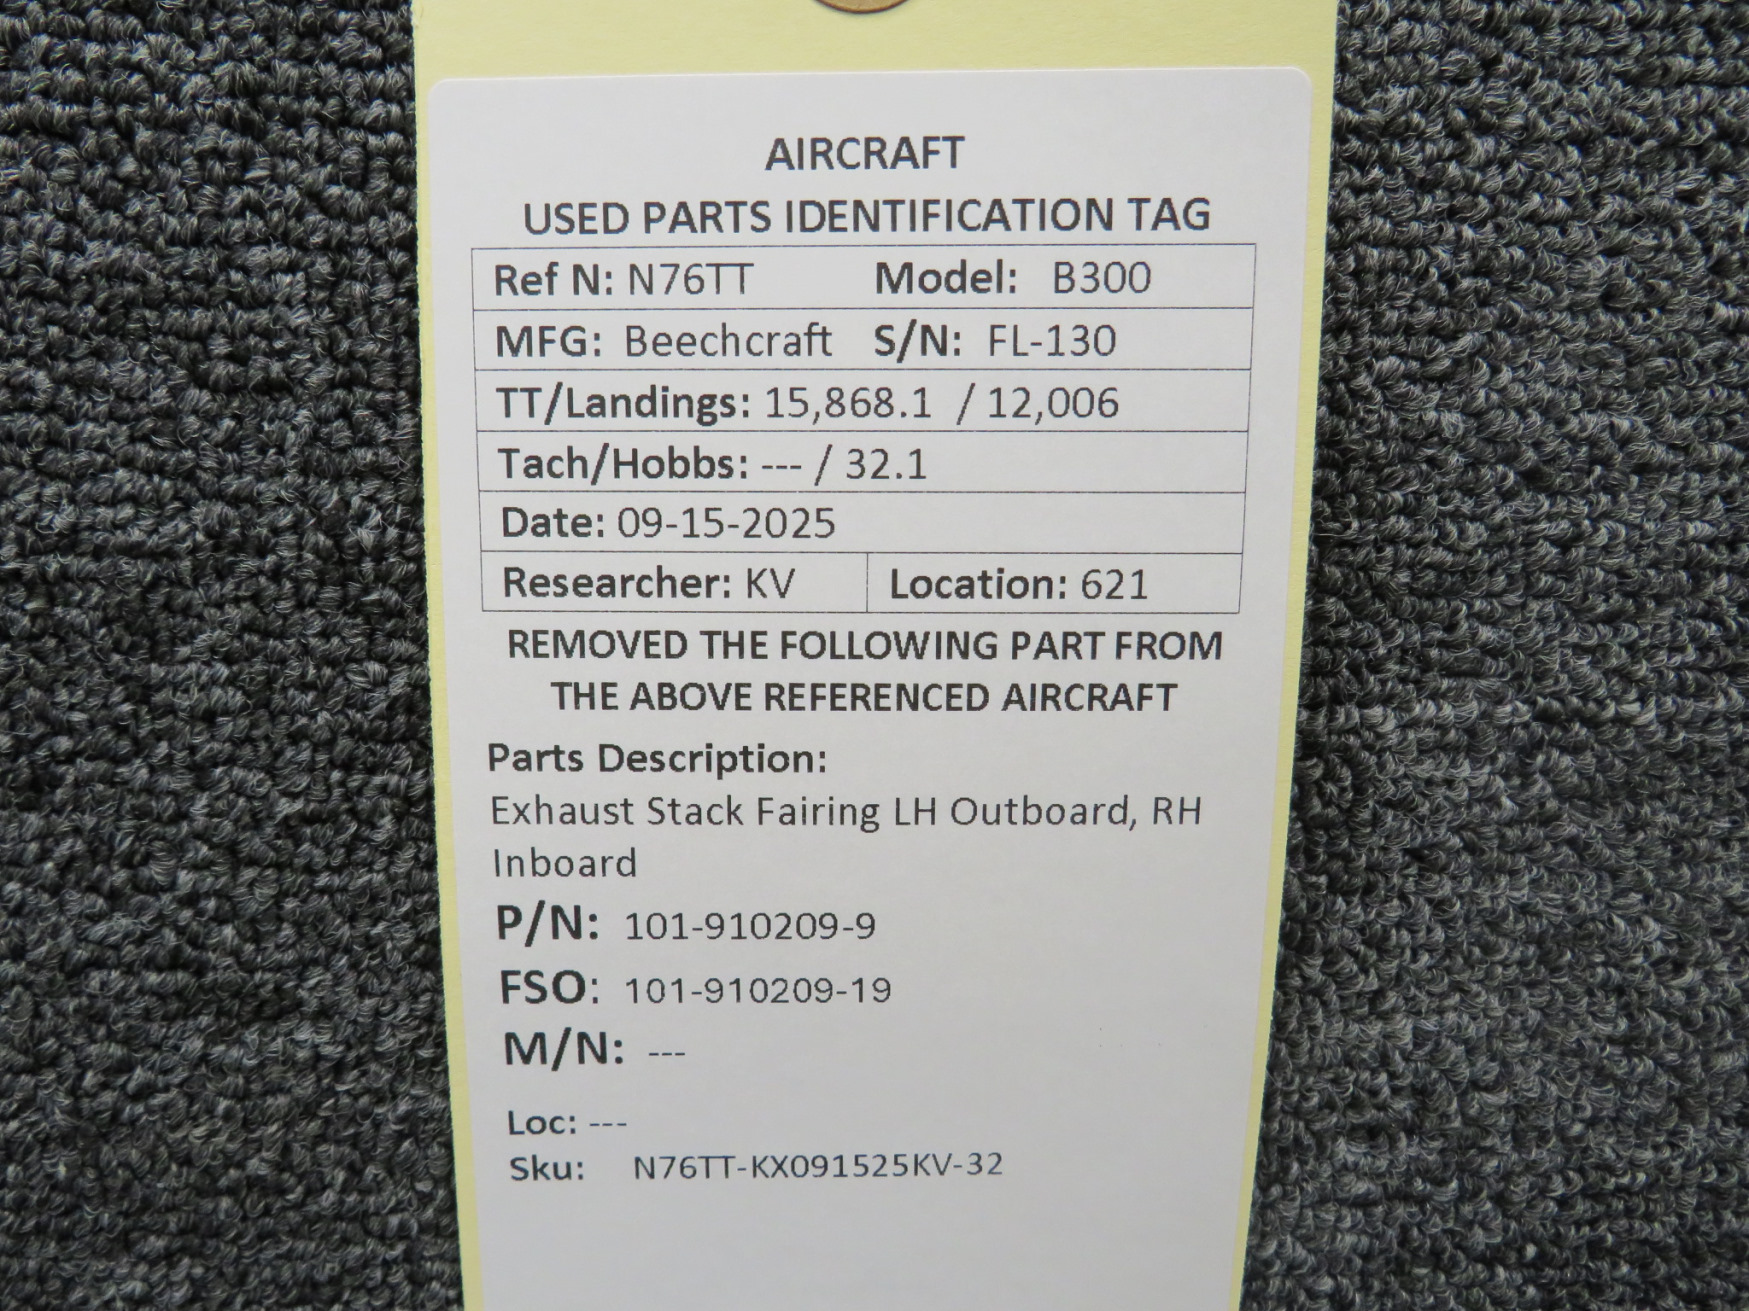 AIRCRAFT
USED PARTS IDENTIFICATION TAG
Ref N: N76TT Model: B300
MFG: Beechcraft S/N: FL-130
TT/Landings: 15,868.1 / 12,006
Tach/Hobbs: --- / 32.1
Date: 09-15-2025
Researcher: KV Location: 621
REMOVED THE FOLLOWING PART FROM
THE ABOVE REFERENCED AIRCRAFT
Parts Description:
Exhaust Stack Fairing LH Outboard, RH
Inboard
P/N: 101-910209-9
FSO: 101-910209-19
M/N: ---
Loc: ---
Sku: N76TT-KX091525KV-32